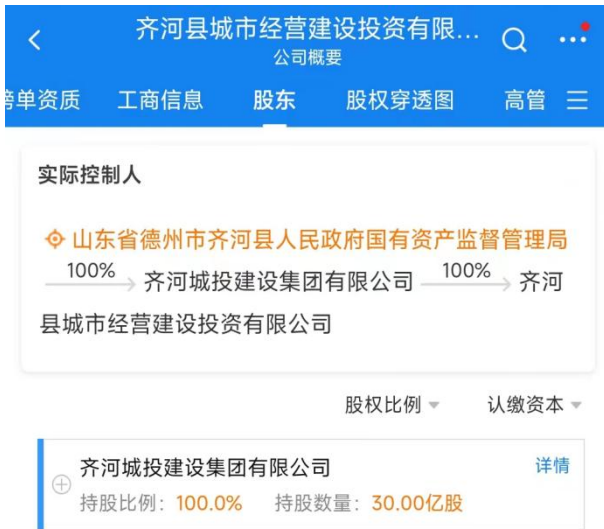 齐河县城市经营建设投资有限...
公司概要
榜单资质 工商信息 股东 股权穿透图 高管
实际控制人
山东省德州市齐河县人民政府国有资产监督管理局
100% 齐河城投建设集团有限公司 100% 齐河
县城市经营建设投资有限公司
股权比例 认缴资本
齐河城投建设集团有限公司 详情
持股比例：100.0% 持股数量：30.00亿股